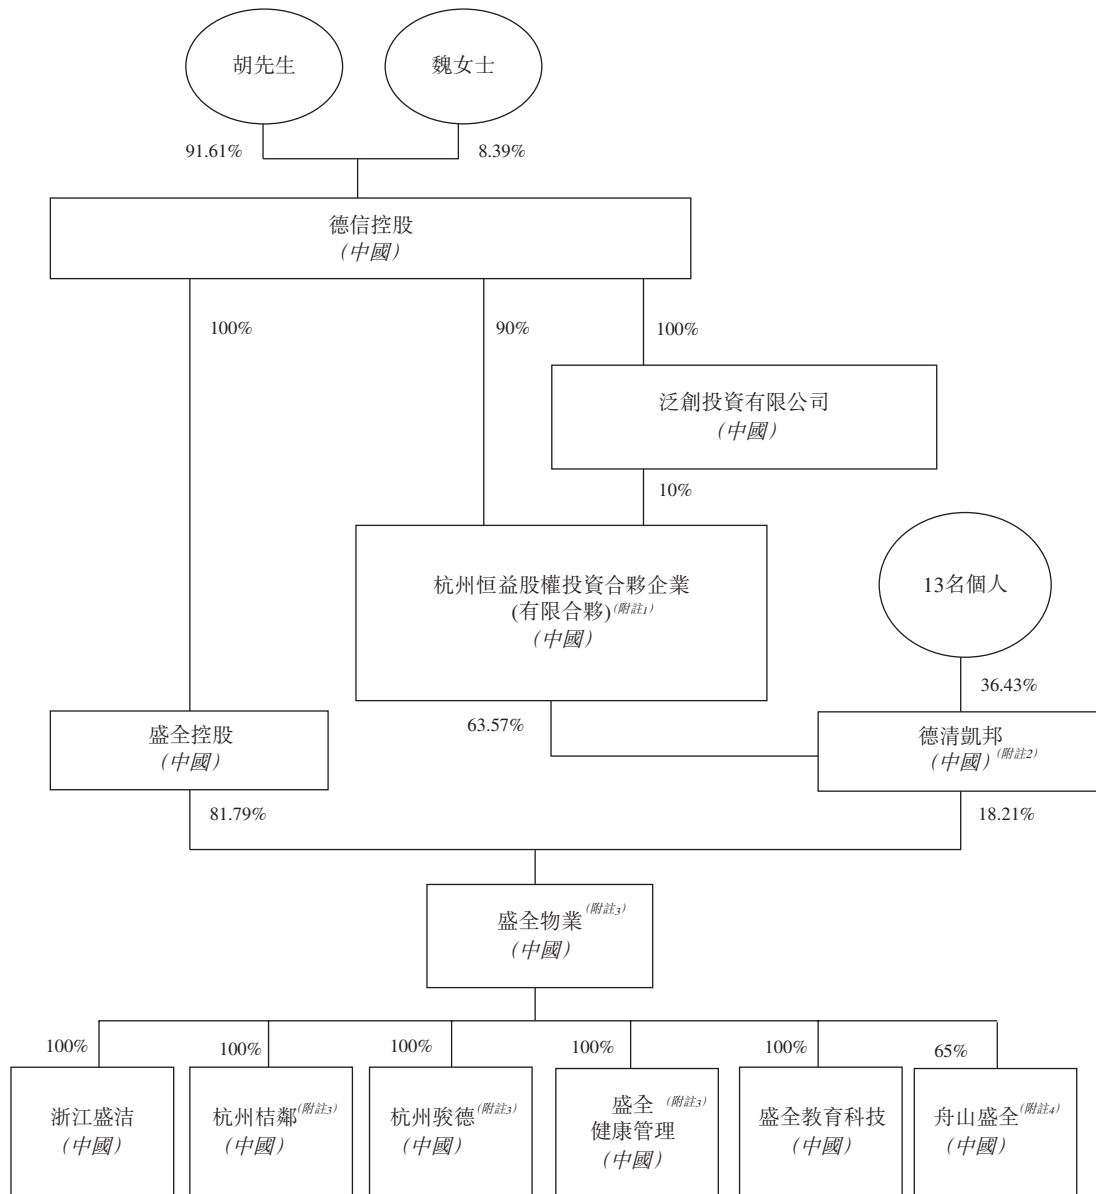 胡先生
魏女士
91.61%
8.39%
德信控股
(中國)
100%
90%
100%
泛創投資有限公司
(中國)
10%
杭州恒益股權投資合夥企業
(有限合夥)(附註1)
(中國)
13名個人
36.43%
63.57%
盛全控股
(中國)
德清凱邦
(中國)(附註2)
81.79%
18.21%
盛全物業(附註3)
(中國)
100%
100%
100%
100%
100%
65%
浙江盛洁
(中國)
杭州桔鄰(附註3)
(中國)
杭州骏德(附註3)
(中國)
盛全(附註3)
健康管理
(中國)
盛全教育科技
(中國)
舟山盛全(附註4)
(中國)